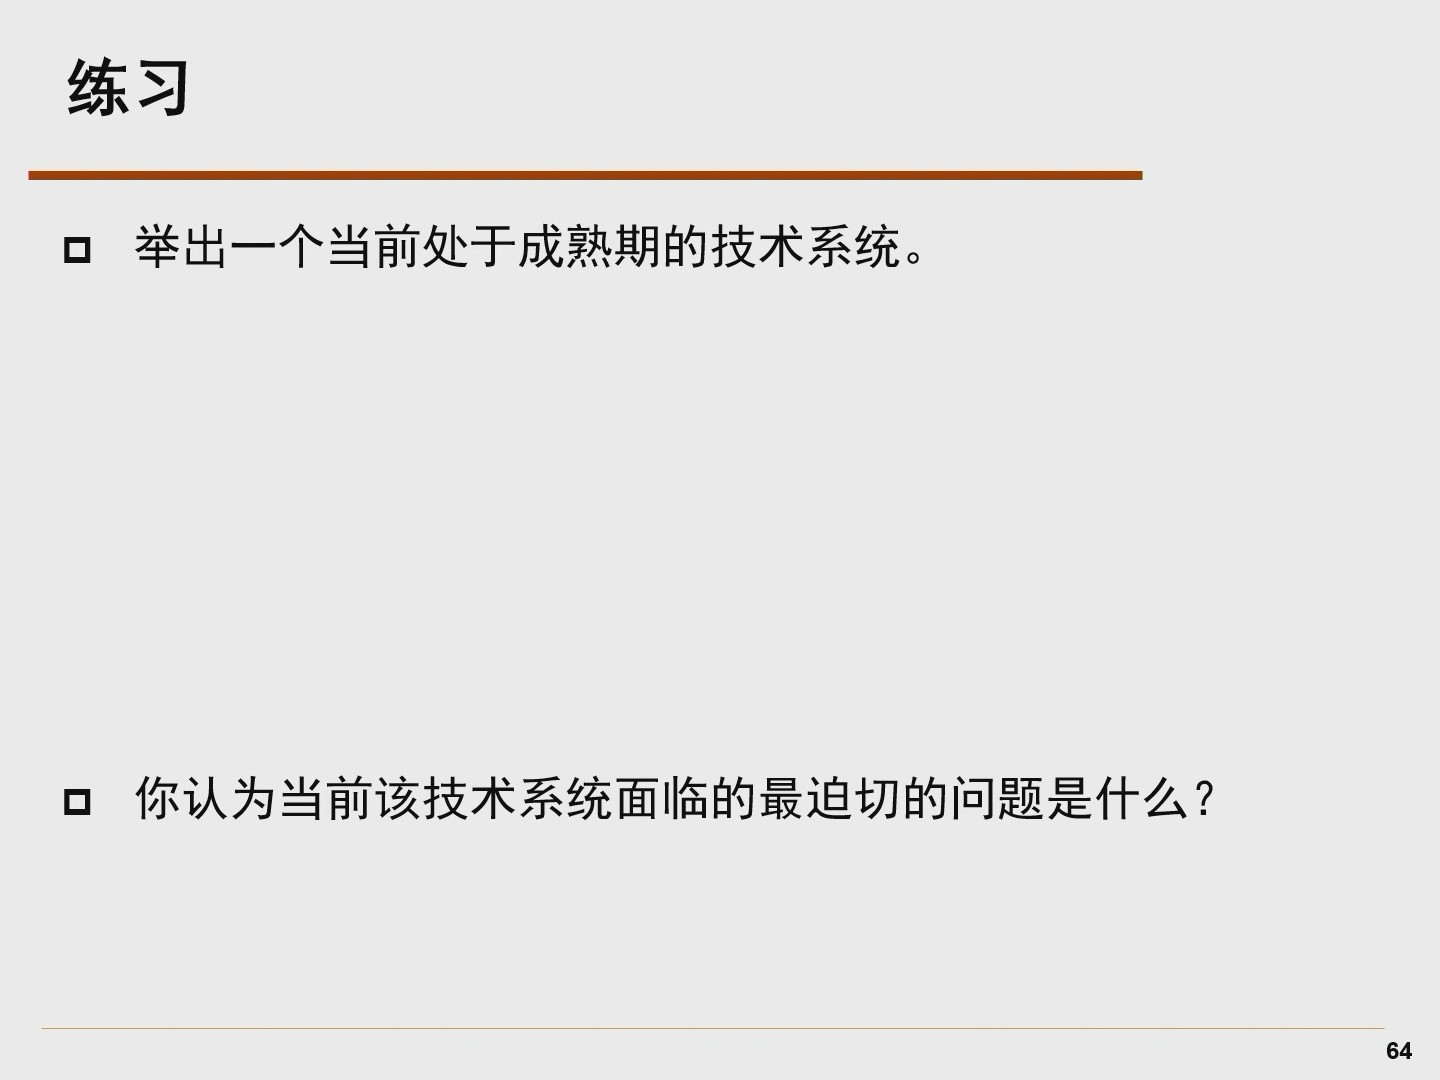 练习
举出一个当前处于成熟期的技术系统。
你认为当前该技术系统面临的最迫切的问题是什么？
64